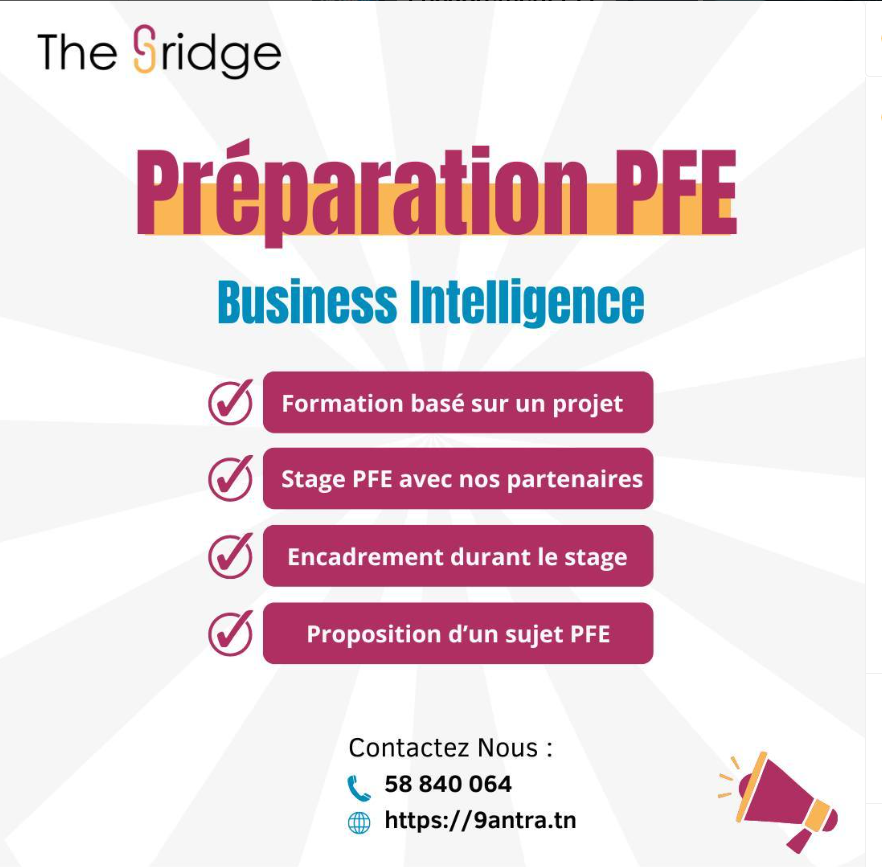 The Bridge
Préparation PFE
Business Intelligence
Formation basé sur un projet
Stage PFE avec nos partenaires
Encadrement durant le stage
Proposition d’un sujet PFE
Contactez Nous :
58 840 064
https://9antra.tn